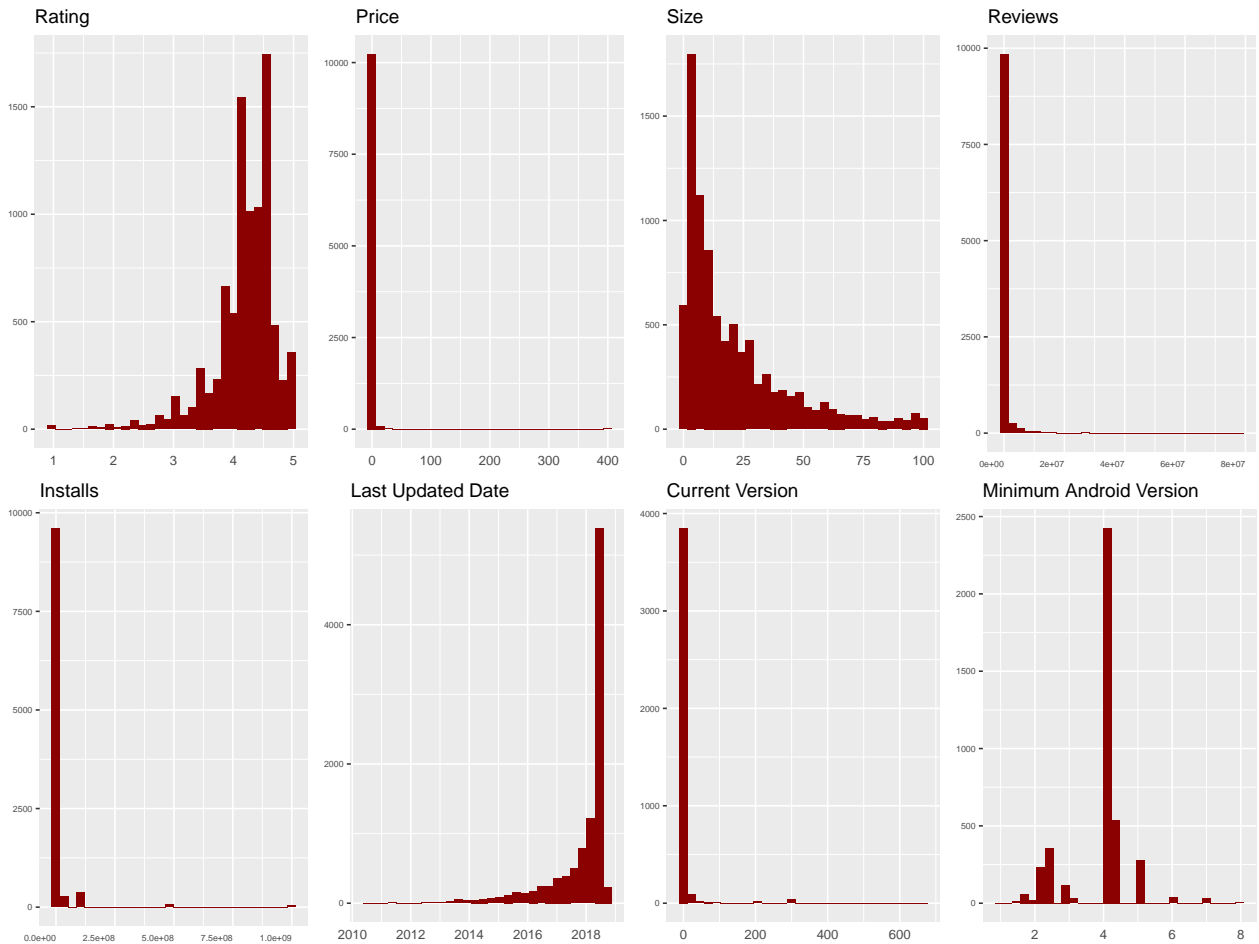 Rating
1500
1000
500
0
1 2 3 4 5
Price
10000
7500
5000
2500
0
0 100 200 300 400
Size
1500
1000
500
0
0 25 50 75 100
Reviews
10000
7500
5000
2500
0
0e+00 2e+07 4e+07 6e+07 8e+07
Installs
10000
7500
5000
2500
0
0.0e+00 2.5e+08 5.0e+08 7.5e+08 1.0e+09
Last Updated Date
4000
2000
0
2010 2012 2014 2016 2018
Current Version
4000
3000
2000
1000
0
0 200 400 600
Minimum Android Version
2500
2000
1500
1000
500
0
2 4 6 8